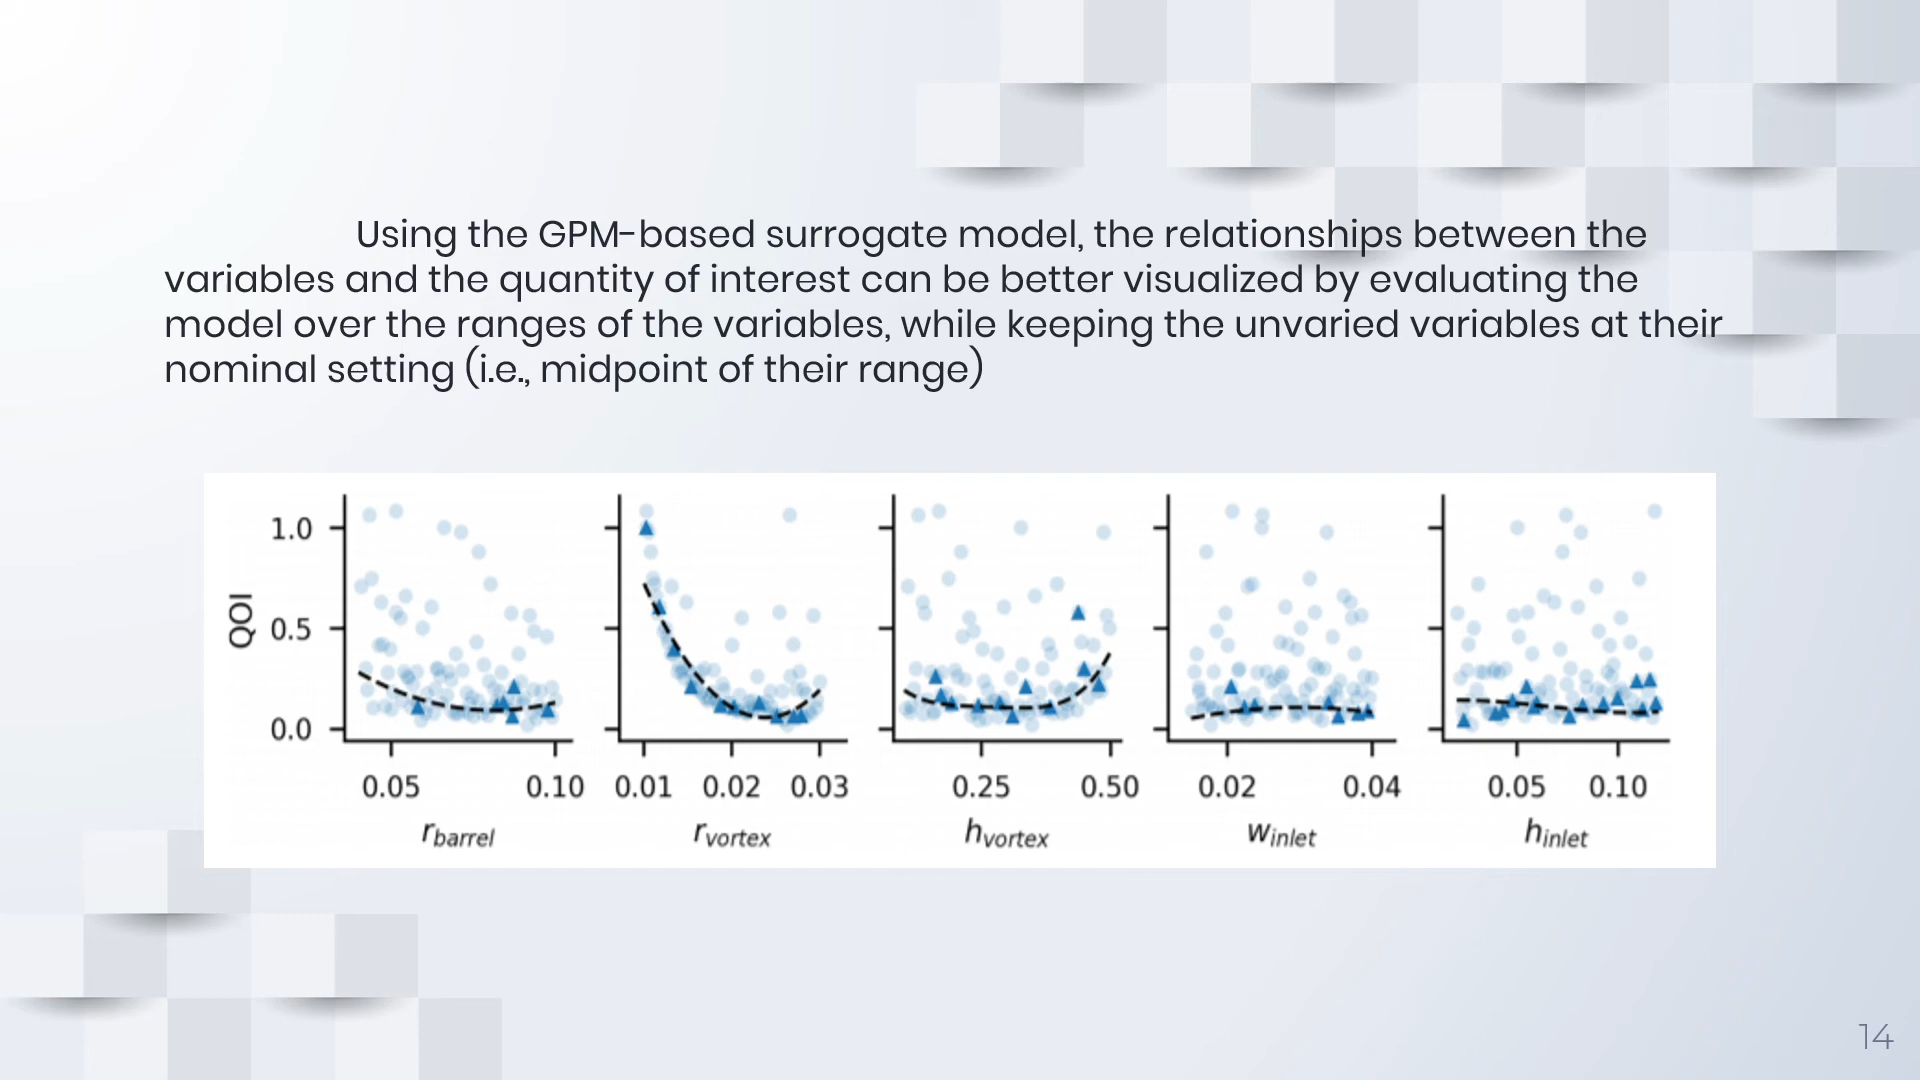 Using the GPM-based surrogate model, the relationships between the
variables and the quantity of interest can be better visualized by evaluating the
model over the ranges of the variables, while keeping the unvaried variables at their
nominal setting (i.e., midpoint of their range)
QOI
1.0
0.5
0.0
0.05 0.10 0.01 0.02 0.03 0.25 0.50 0.02 0.04 0.05 0.10
r_barrel r_vortex h_vortex w_inlet h_inlet
14